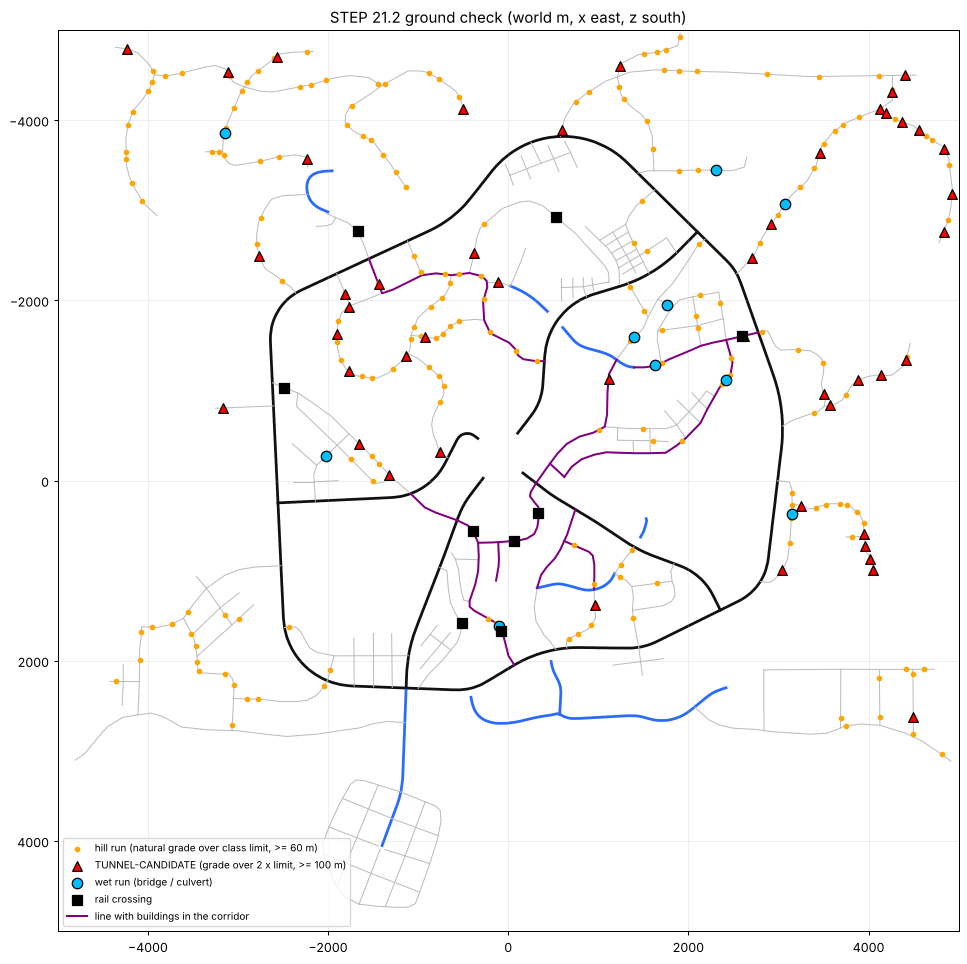 STEP 21.2 ground check (world m, x east, z south)
−4000
−2000
0
2000
4000
hill run (natural grade over class limit, >= 60 m)
TUNNEL-CANDIDATE (grade over 2 x limit, >= 100 m)
wet run (bridge / culvert)
rail crossing
line with buildings in the corridor
−4000
−2000
0
2000
4000